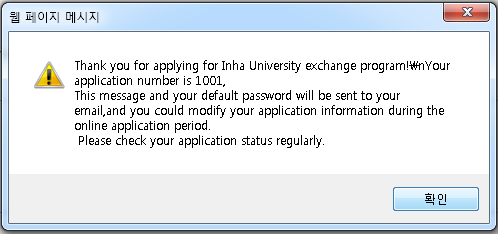 웹 페이지 메시지
Thank you for applying for Inha University exchange program!₩nYour
application number is 1001,
This message and your default password will be sent to your
email,and you could modify your application information during the
online application period.
Please check your application status regularly.
확인